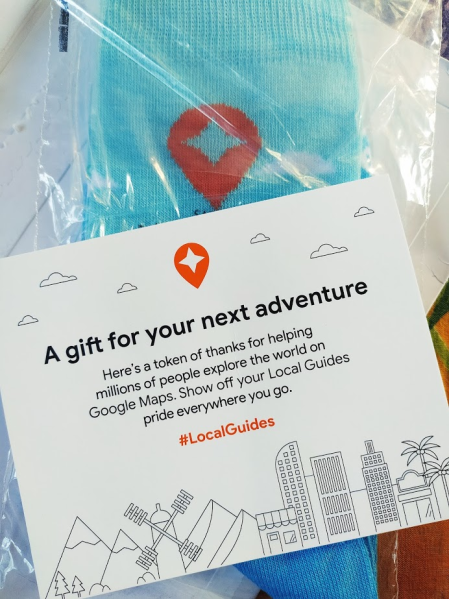 A gift for your next adventure
Here's a token of thanks for helping
millions of people explore the world on
Google Maps. Show off your Local Guides
pride everywhere you go.
#LocalGuides